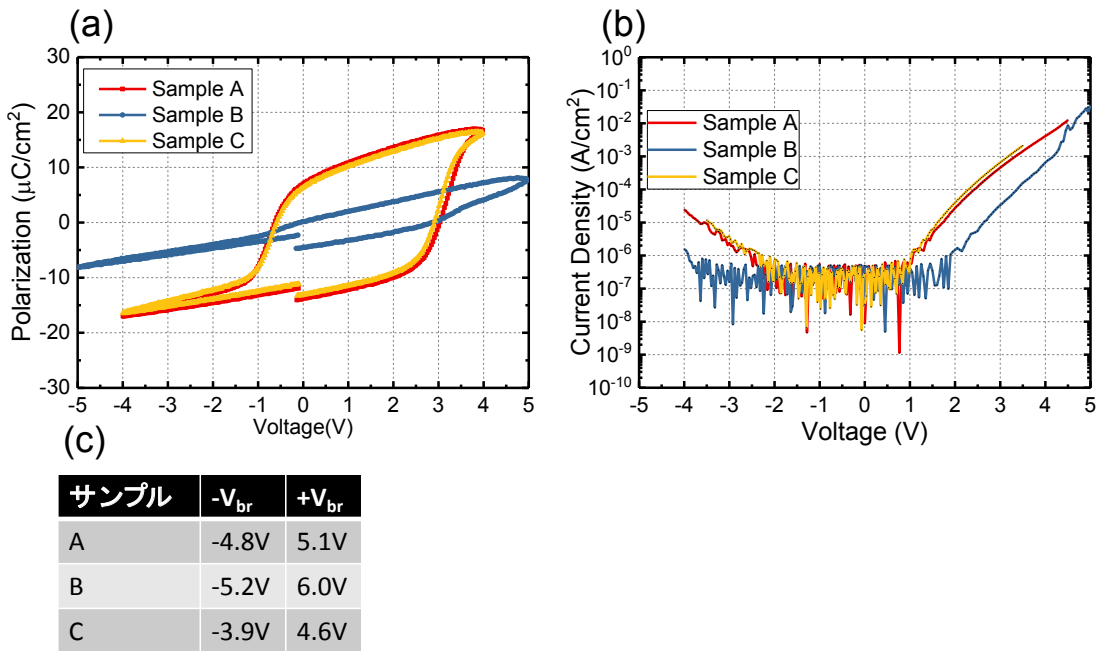 (a)
30
20
10
0
-10
-20
-30
Polarization (μC/cm²)
Sample A
Sample B
Sample C
-5 -4 -3 -2 -1 0 1 2 3 4 5
Voltage(V)
(b)
10⁰
10⁻¹
10⁻²
10⁻³
10⁻⁴
10⁻⁵
10⁻⁶
10⁻⁷
10⁻⁸
10⁻⁹
10⁻¹⁰
Current Density (A/cm²)
Sample A
Sample B
Sample C
-5 -4 -3 -2 -1 0 1 2 3 4 5
Voltage (V)
(c)
サンプル -Vbr +Vbr
A -4.8V 5.1V
B -5.2V 6.0V
C -3.9V 4.6V